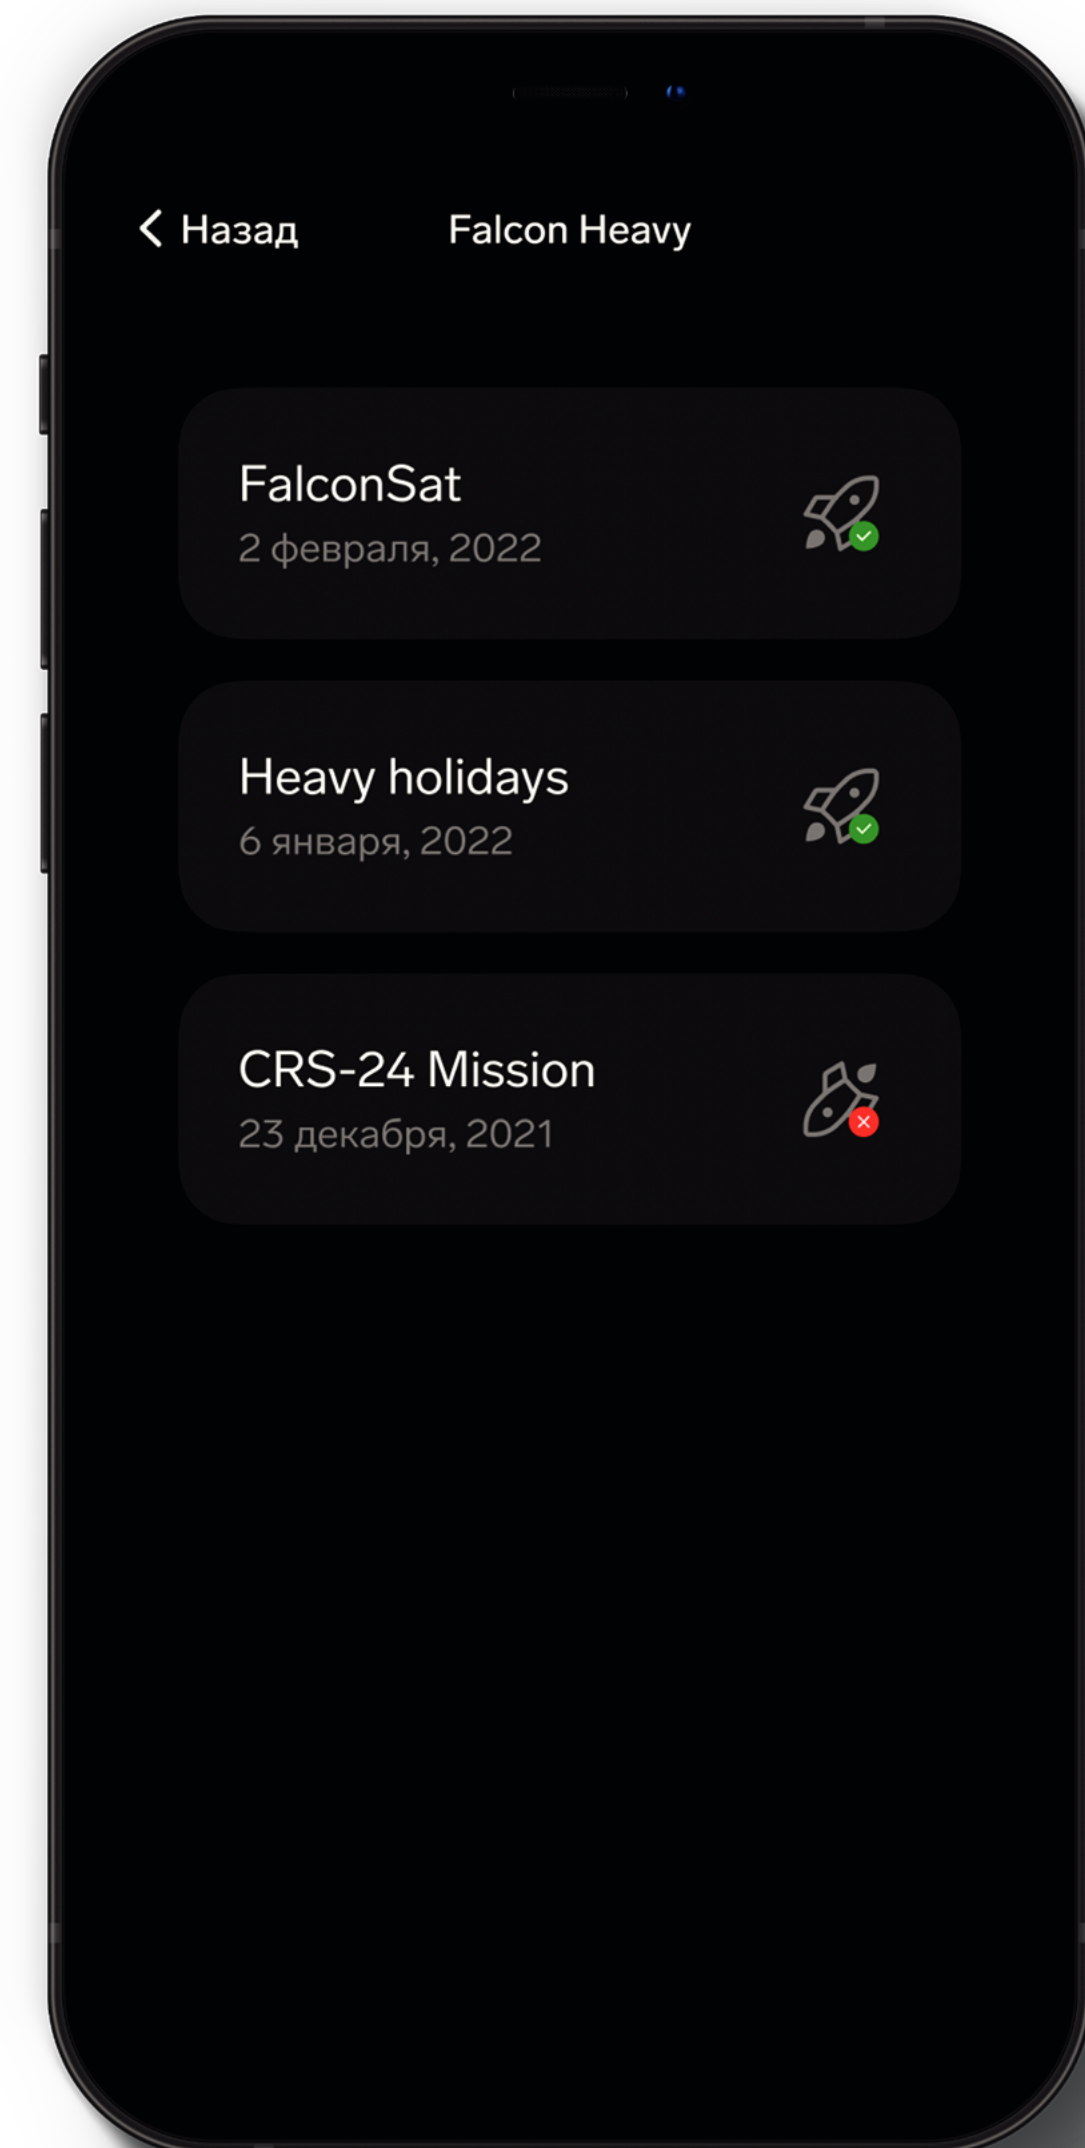 Назад
Falcon Heavy
FalconSat
2 февраля, 2022
Heavy holidays
6 января, 2022
CRS-24 Mission
23 декабря, 2021